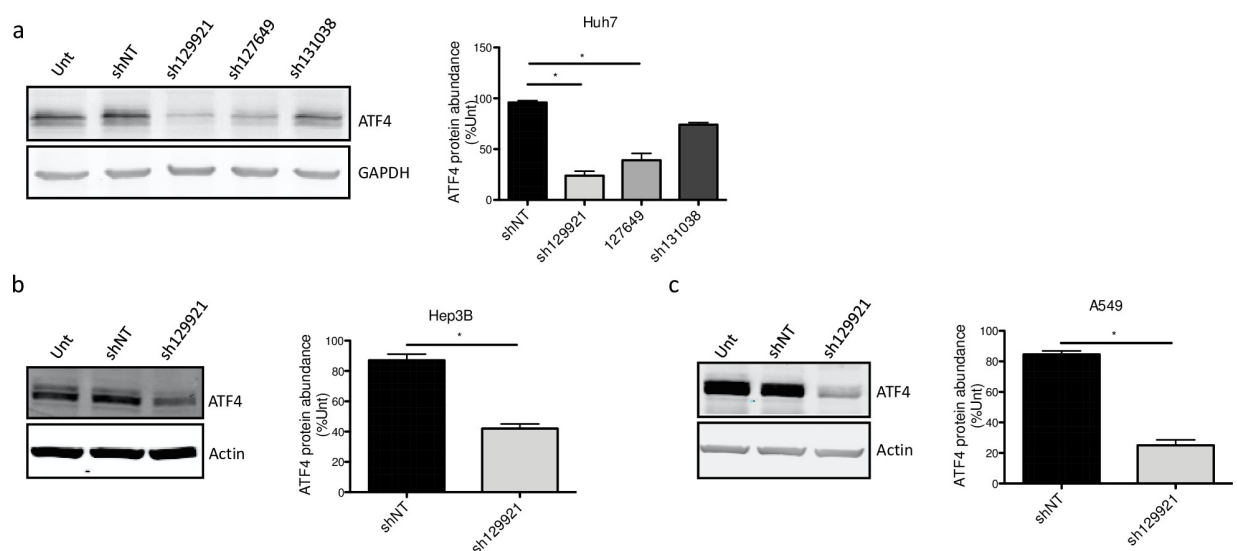 a
Unt
shNT
sh129921
sh127649
sh131038
ATF4
GAPDH
Huh7
ATF4 protein abundance
(%Unt)
150
100
50
0
*
*
shNT
sh129921
127649
sh131038
b
Unt
shNT
sh129921
ATF4
Actin
Hep3B
ATF4 protein abundance
(%Unt)
100
80
60
40
20
0
*
shNT
sh129921
c
Unt
shNT
sh129921
ATF4
Actin
A549
ATF4 protein abundance
(%Unt)
100
80
60
40
20
0
*
shNT
sh129921